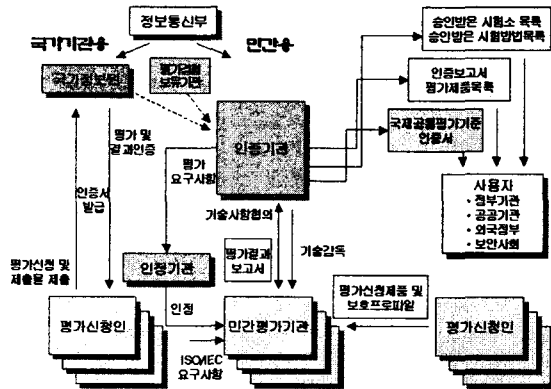 정보통신부
국가기관용
민간용
국가정보원
평가업체
보유기관
승인받은 시험소 목록
승인받은 시험방법목록
인증보고서
평가제품목록
국제공통평가기준
인증서
인증기관
평가 및
결과인증
평가
요구사항
사용자
· 정부기관
· 공공기관
· 외국정부
· 보안사회
인증서
발급
기술사항협의
평가결과
보고서
기술감독
평가신청 및
제출물 제출
인정기관
인정
평가신청제품 및
보호프로파일
평가신청인
민간평가기관
평가신청인
ISO/IEC
요구사항